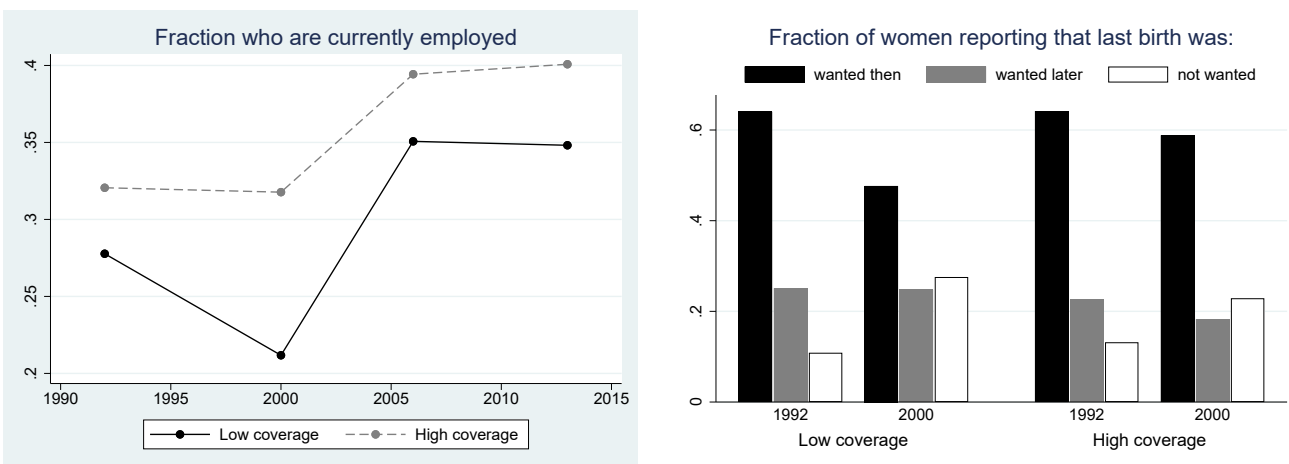 Fraction who are currently employed
.4
.35
.3
.25
.2
1990 1995 2000 2005 2010 2015
Low coverage High coverage
Fraction of women reporting that last birth was:
wanted then wanted later not wanted
.6
.4
.2
0
1992 2000 1992 2000
Low coverage High coverage